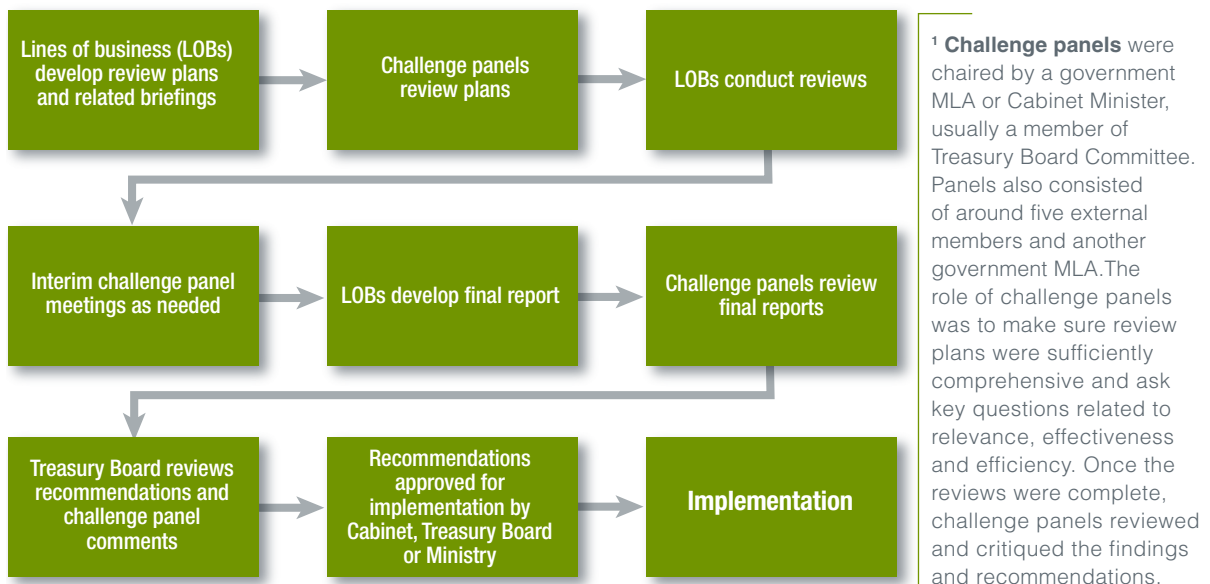 Lines of business (LOBs)
develop review plans
and related briefings
Challenge panels
review plans
LOBs conduct reviews
Interim challenge panel
meetings as needed
LOBs develop final report
Challenge panels review
final reports
Treasury Board reviews
recommendations and
challenge panel
comments
Recommendations
approved for
implementation by
Cabinet, Treasury Board
or Ministry
Implementation
¹ Challenge panels were
chaired by a government
MLA or Cabinet Minister,
usually a member of
Treasury Board Committee.
Panels also consisted
of around five external
members and another
government MLA.The
role of challenge panels
was to make sure review
plans were sufficiently
comprehensive and ask
key questions related to
relevance, effectiveness
and efficiency. Once the
reviews were complete,
challenge panels reviewed
and critiqued the findings
and recommendations.